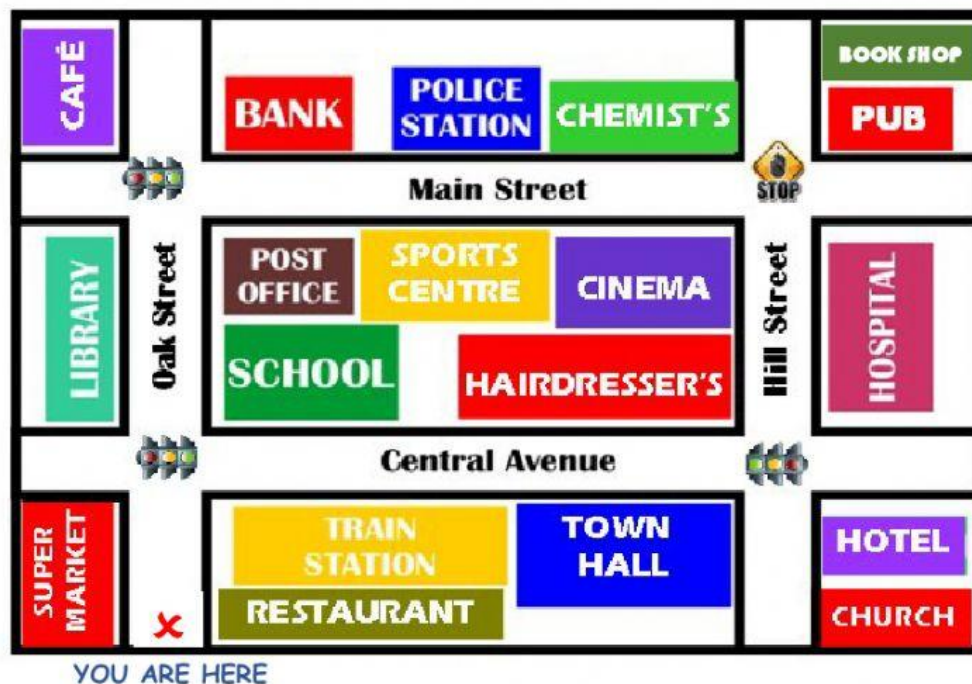 CAFÉ
BANK
POLICE
STATION
CHEMIST'S
BOOK SHOP
PUB
STOP
Main Street
LIBRARY
Oak Street
POST
OFFICE
SPORTS
CENTRE
CINEMA
SCHOOL
HAIRDRESSER'S
Hill Street
HOSPITAL
Central Avenue
SUPER
MARKET
TRAIN
STATION
RESTAURANT
TOWN
HALL
HOTEL
CHURCH
X
YOU ARE HERE